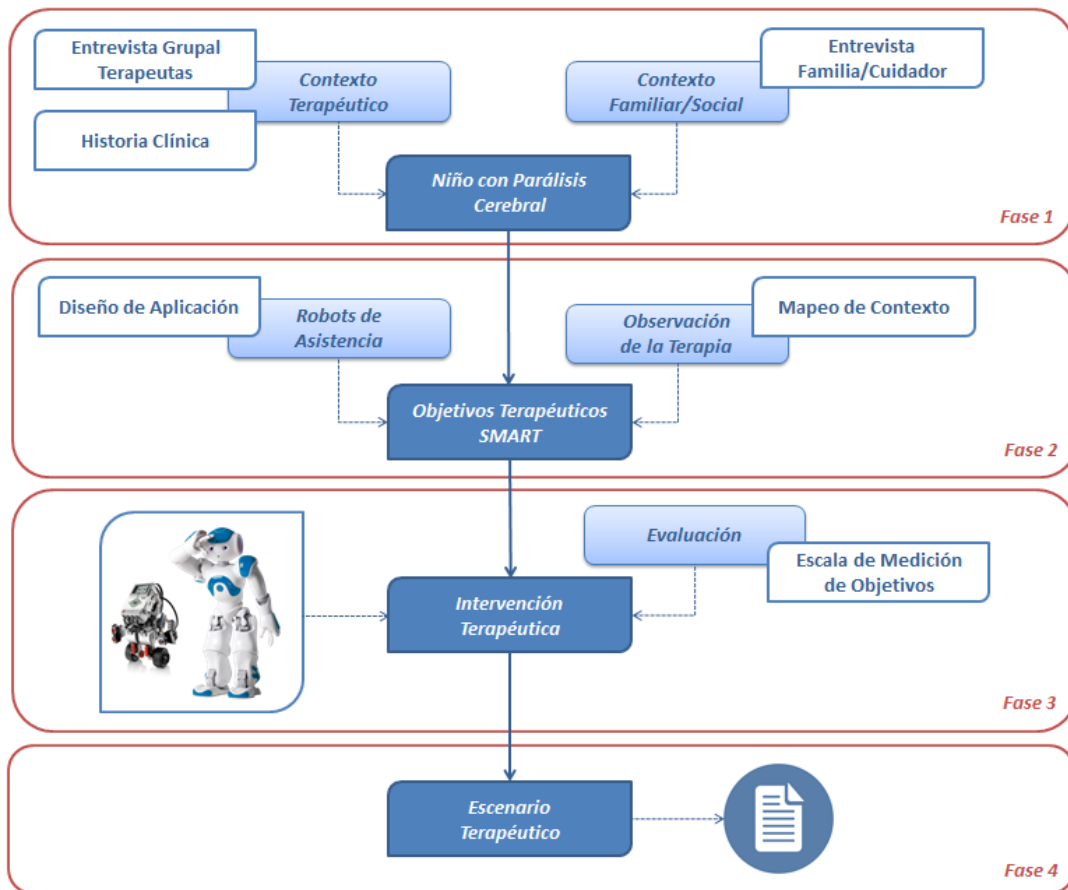 Entrevista Grupal
Terapeutas
Historia Clínica
Contexto
Terapéutico
Contexto
Familiar/Social
Entrevista
Familia/Cuidador
Niño con Parálisis
Cerebral
Fase 1
Diseño de Aplicación
Robots de
Asistencia
Observación
de la Terapia
Mapeo de Contexto
Objetivos Terapéuticos
SMART
Fase 2
Evaluación
Escala de Medición
de Objetivos
Intervención
Terapéutica
Fase 3
Escenario
Terapéutico
Fase 4